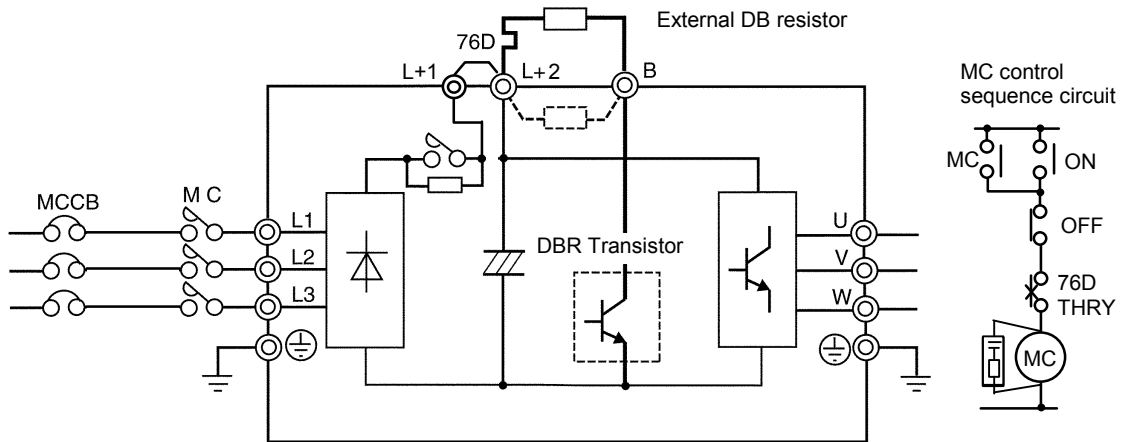 External DB resistor
76D
L+1
L+2
B
MC control
sequence circuit
MC
ON
MCCB
M C
L1
U
OFF
L2
DBR Transistor
V
L3
W
76D
THRY
MC